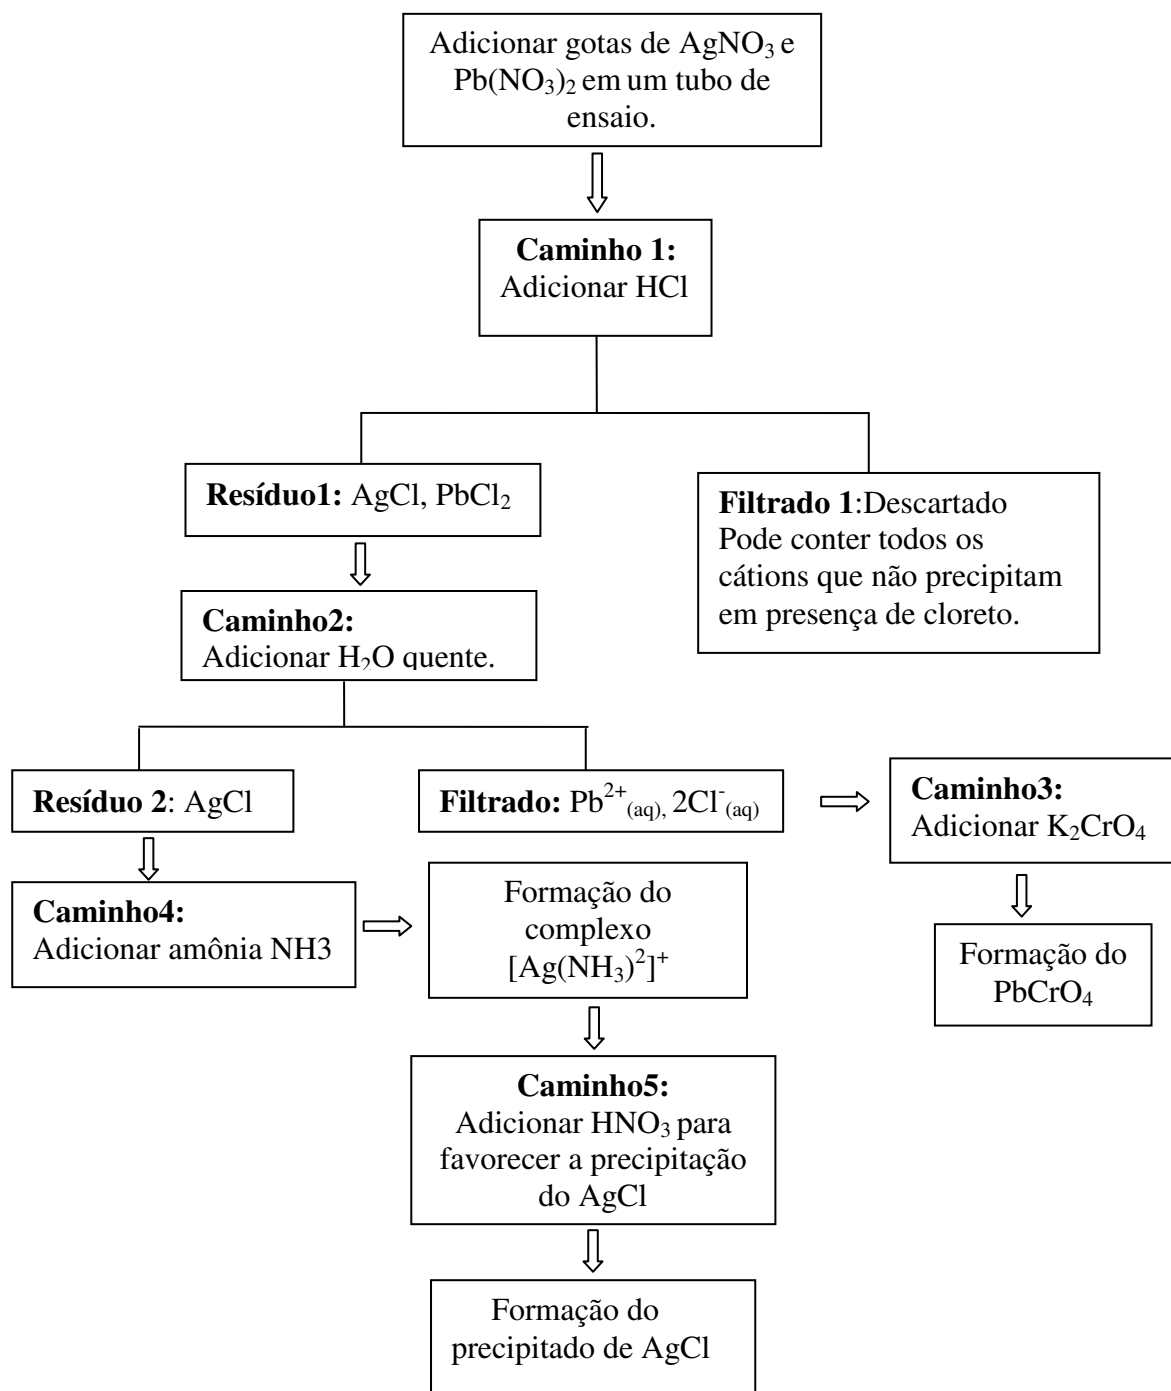 Adicionar gotas de AgNO₃ e
Pb(NO₃)₂ em um tubo de
ensaio.
Caminho 1:
Adicionar HCl
Resíduo1: AgCl, PbCl₂
Filtrado 1:Descartado
Pode conter todos os
cátions que não precipitam
em presença de cloreto.
Caminho2:
Adicionar H₂O quente.
Resíduo 2: AgCl
Filtrado: Pb²⁺(aq), 2Cl⁻(aq)
Caminho3:
Adicionar K₂CrO₄
Caminho4:
Adicionar amônia NH3
Formação do
complexo
[Ag(NH₃)²]⁺
Formação do
PbCrO₄
Caminho5:
Adicionar HNO₃ para
favorecer a precipitação
do AgCl
Formação do
precipitado de AgCl